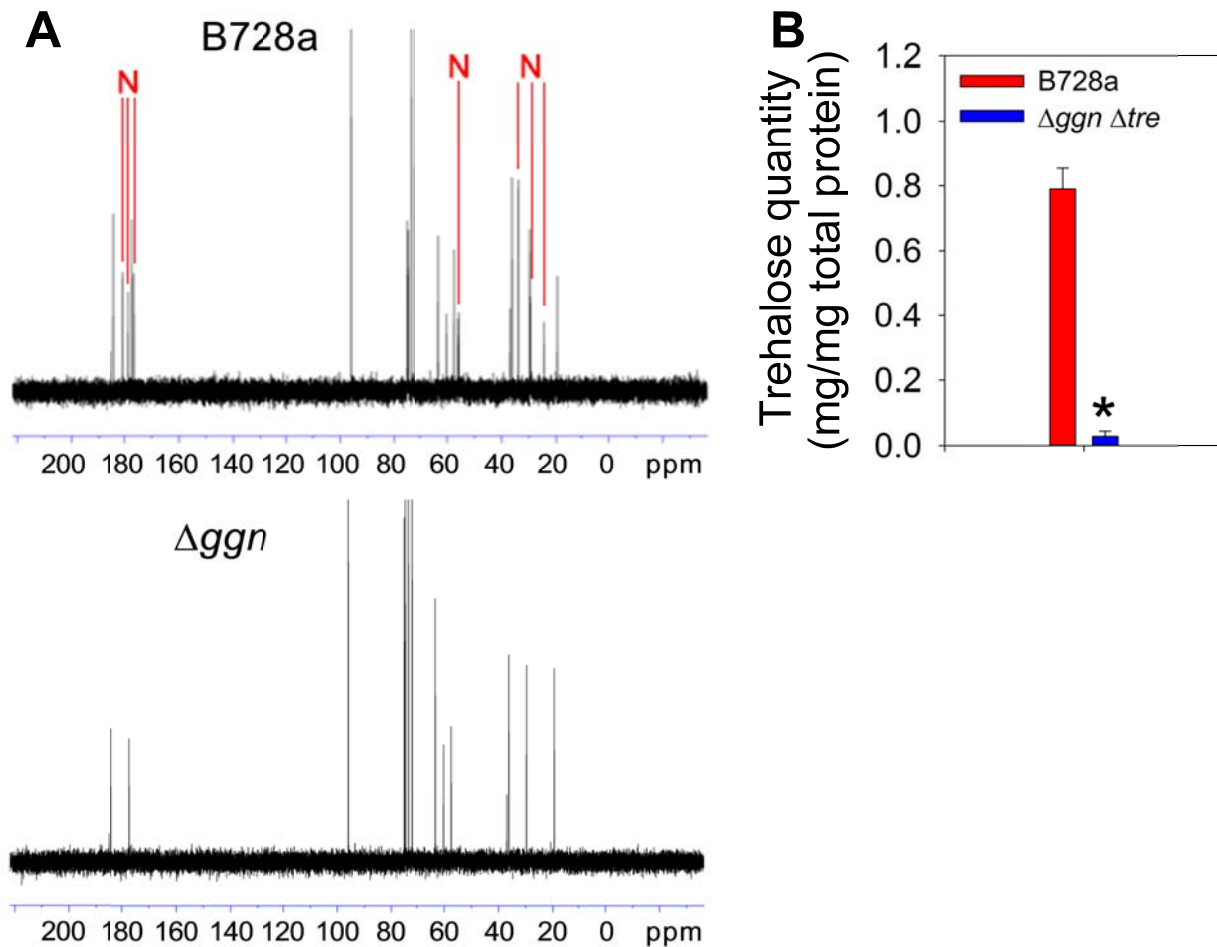 A
B728a
N
N
N
200 180 160 140 120 100 80 60 40 20 0 ppm
Δggn
200 180 160 140 120 100 80 60 40 20 0 ppm
B
Trehalose quantity
(mg/mg total protein)
1.2
1.0
0.8
0.6
0.4
0.2
0.0
B728a
Δggn Δtre
*